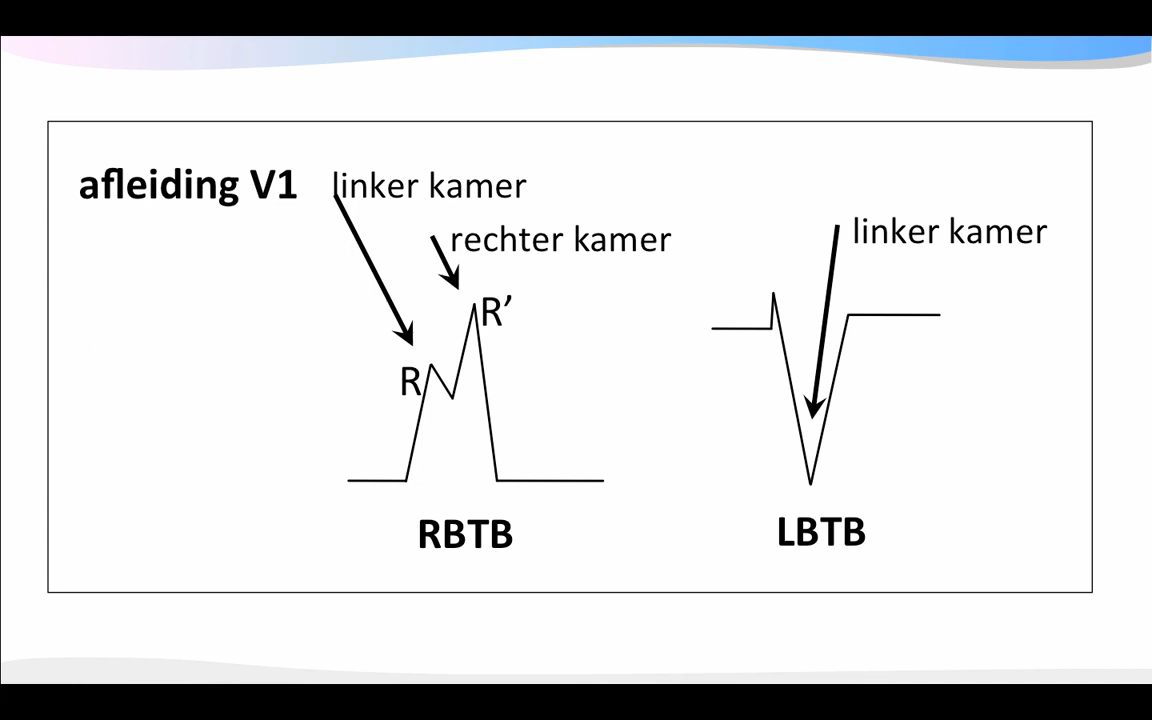 afleiding V1
linker kamer
rechter kamer
linker kamer
R’
R
RBTB
LBTB